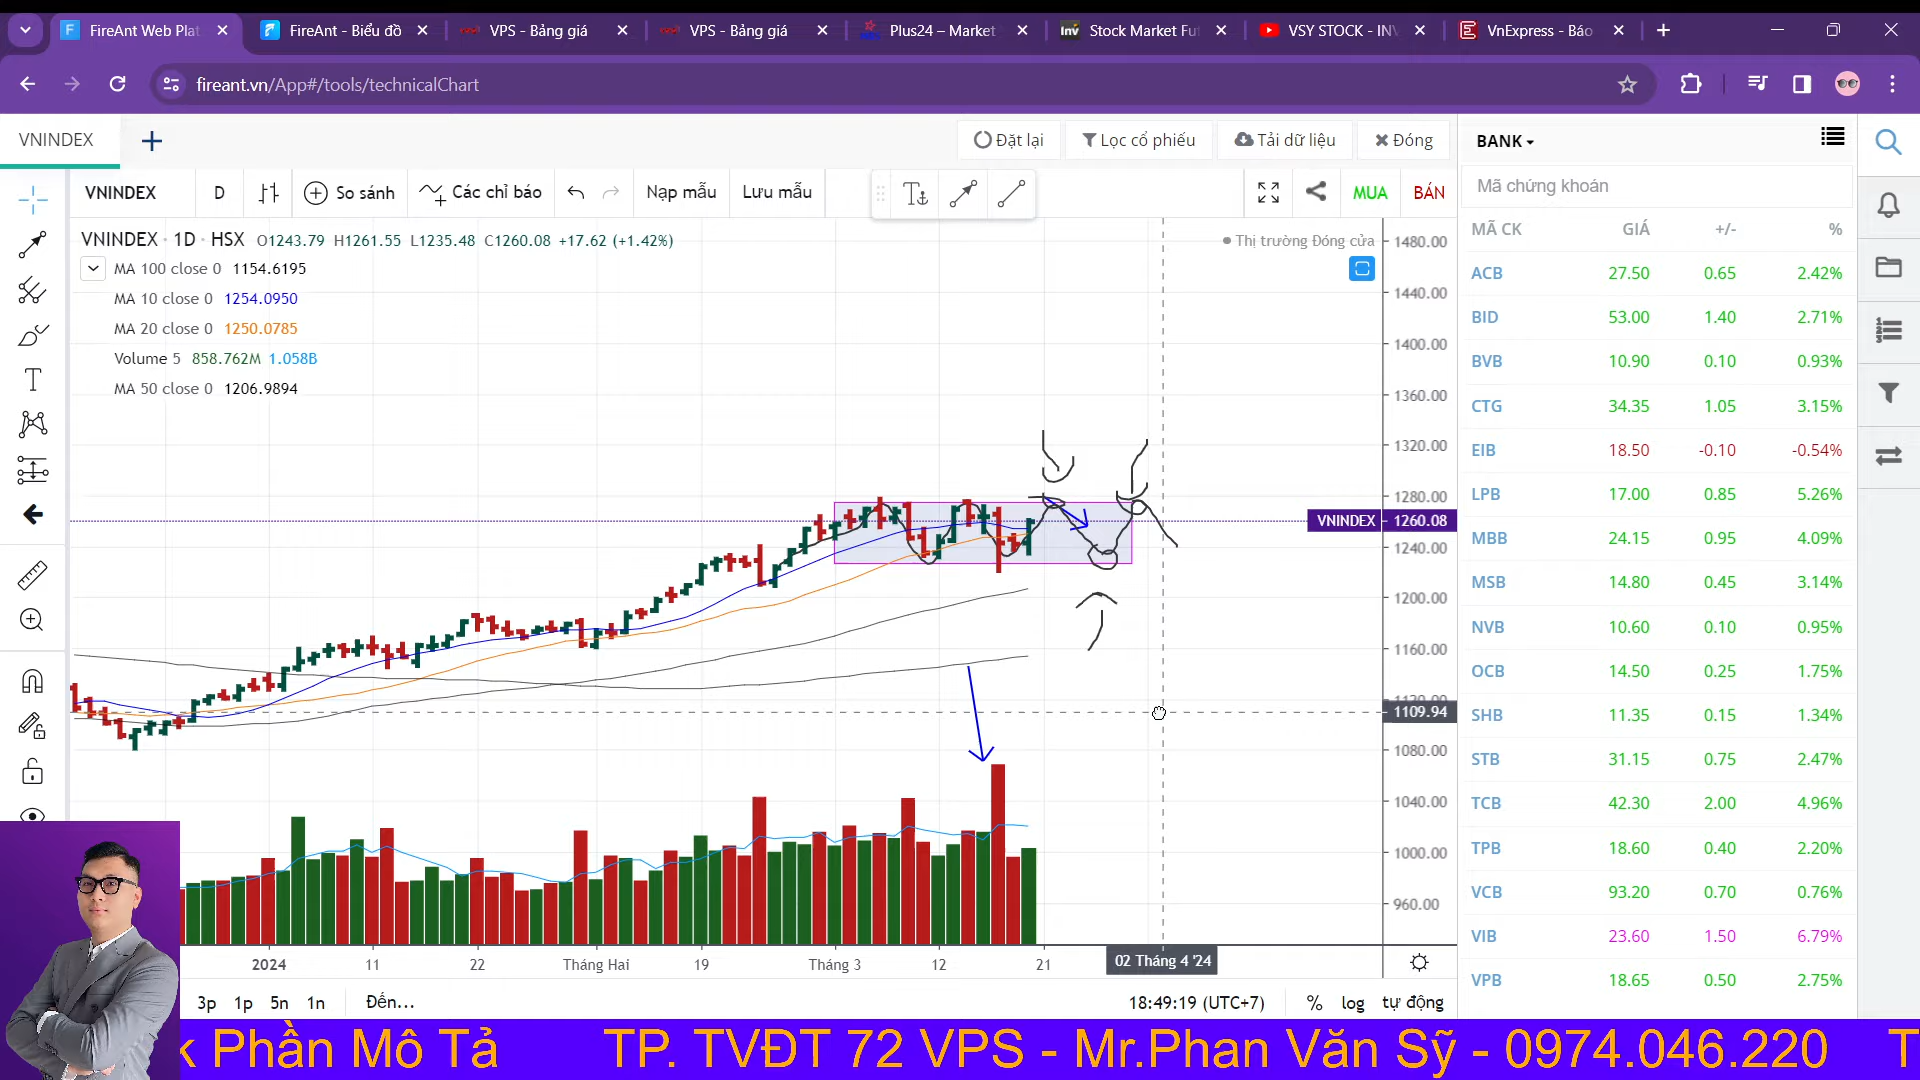 FireAnt Web Plat
FireAnt - Biểu đồ
VPS - Bảng giá
VPS - Bảng giá
Plus24 – Market
Stock Market Fut
VSY STOCK - INV
VnExpress - Báo
fireant.vn/App#/tools/technicalChart
VNINDEX
Đặt lại
Lọc cổ phiếu
Tải dữ liệu
Đóng
BANK
VNINDEX
D
So sánh
Các chỉ báo
Nạp mẫu
Lưu mẫu
MUA
BÁN
Mã chứng khoán
VNINDEX · 1D · HSX O1243.79 H1261.55 L1235.48 C1260.08 +17.62 (+1.42%)
Thị trường Đóng cửa
MA 100 close 0 1154.6195
MA 10 close 0 1254.0950
MA 20 close 0 1250.0785
Volume 5 858.762M 1.058B
MA 50 close 0 1206.9894
1480.00
1440.00
1400.00
1360.00
1320.00
1280.00
VNINDEX 1260.08
1240.00
1200.00
1160.00
1120.00
1109.94
1080.00
1040.00
1000.00
960.00
MÃ CK GIÁ +/- %
ACB 27.50 0.65 2.42%
BID 53.00 1.40 2.71%
BVB 10.90 0.10 0.93%
CTG 34.35 1.05 3.15%
EIB 18.50 -0.10 -0.54%
LPB 17.00 0.85 5.26%
MBB 24.15 0.95 4.09%
MSB 14.80 0.45 3.14%
NVB 10.60 0.10 0.95%
OCB 14.50 0.25 1.75%
SHB 11.35 0.15 1.34%
STB 31.15 0.75 2.47%
TCB 42.30 2.00 4.96%
TPB 18.60 0.40 2.20%
VCB 93.20 0.70 0.76%
VIB 23.60 1.50 6.79%
VPB 18.65 0.50 2.75%
2024 11 22 Tháng Hai 19 Tháng 3 12 21 02 Tháng 4 '24
3p 1p 5n 1n Đến...
18:49:19 (UTC+7) % log tự động
k Phần Mô Tả TP. TVĐT 72 VPS - Mr.Phan Văn Sỹ - 0974.046.220 T